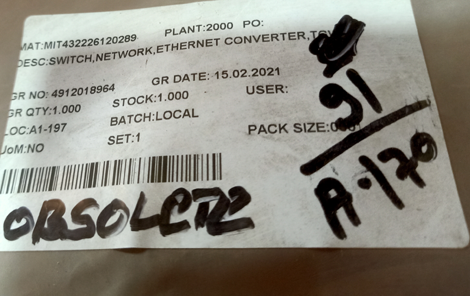 MAT:MIT432226120289 PLANT:2000 PO:
DESC:SWITCH,NETWORK,ETHERNET CONVERTER,
GR NO: 4912018964 GR DATE: 15.02.2021
GR QTY:1.000 STOCK:1.000 USER:
LOC:A1-197 BATCH:LOCAL
UoM:NO SET:1 PACK SIZE:
91
A-170
OBSOLETE